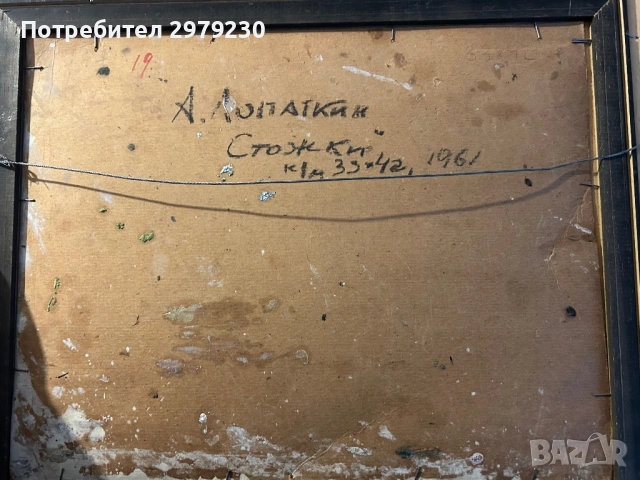 Потребител 2979230
19.
А. Лопаткин
Стожки"
к/м 33×42, 1961
BAZAR